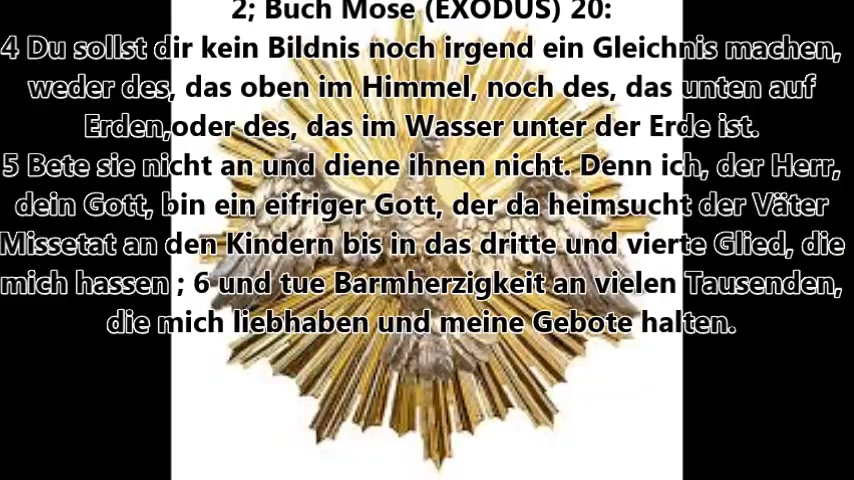 2; Buch Mose (EXODUS) 20:
4 Du sollst dir kein Bildnis noch irgend ein Gleichnis machen,
weder des, das oben im Himmel, noch des, das unten auf
Erden,oder des, das im Wasser unter der Erde ist.
5 Bete sie nicht an und diene ihnen nicht. Denn ich, der Herr,
dein Gott, bin ein eifriger Gott, der da heimsucht der Väter
Missetat an den Kindern bis in das dritte und vierte Glied, die
mich hassen ; 6 und tue Barmherzigkeit an vielen Tausenden,
die mich liebhaben und meine Gebote halten.